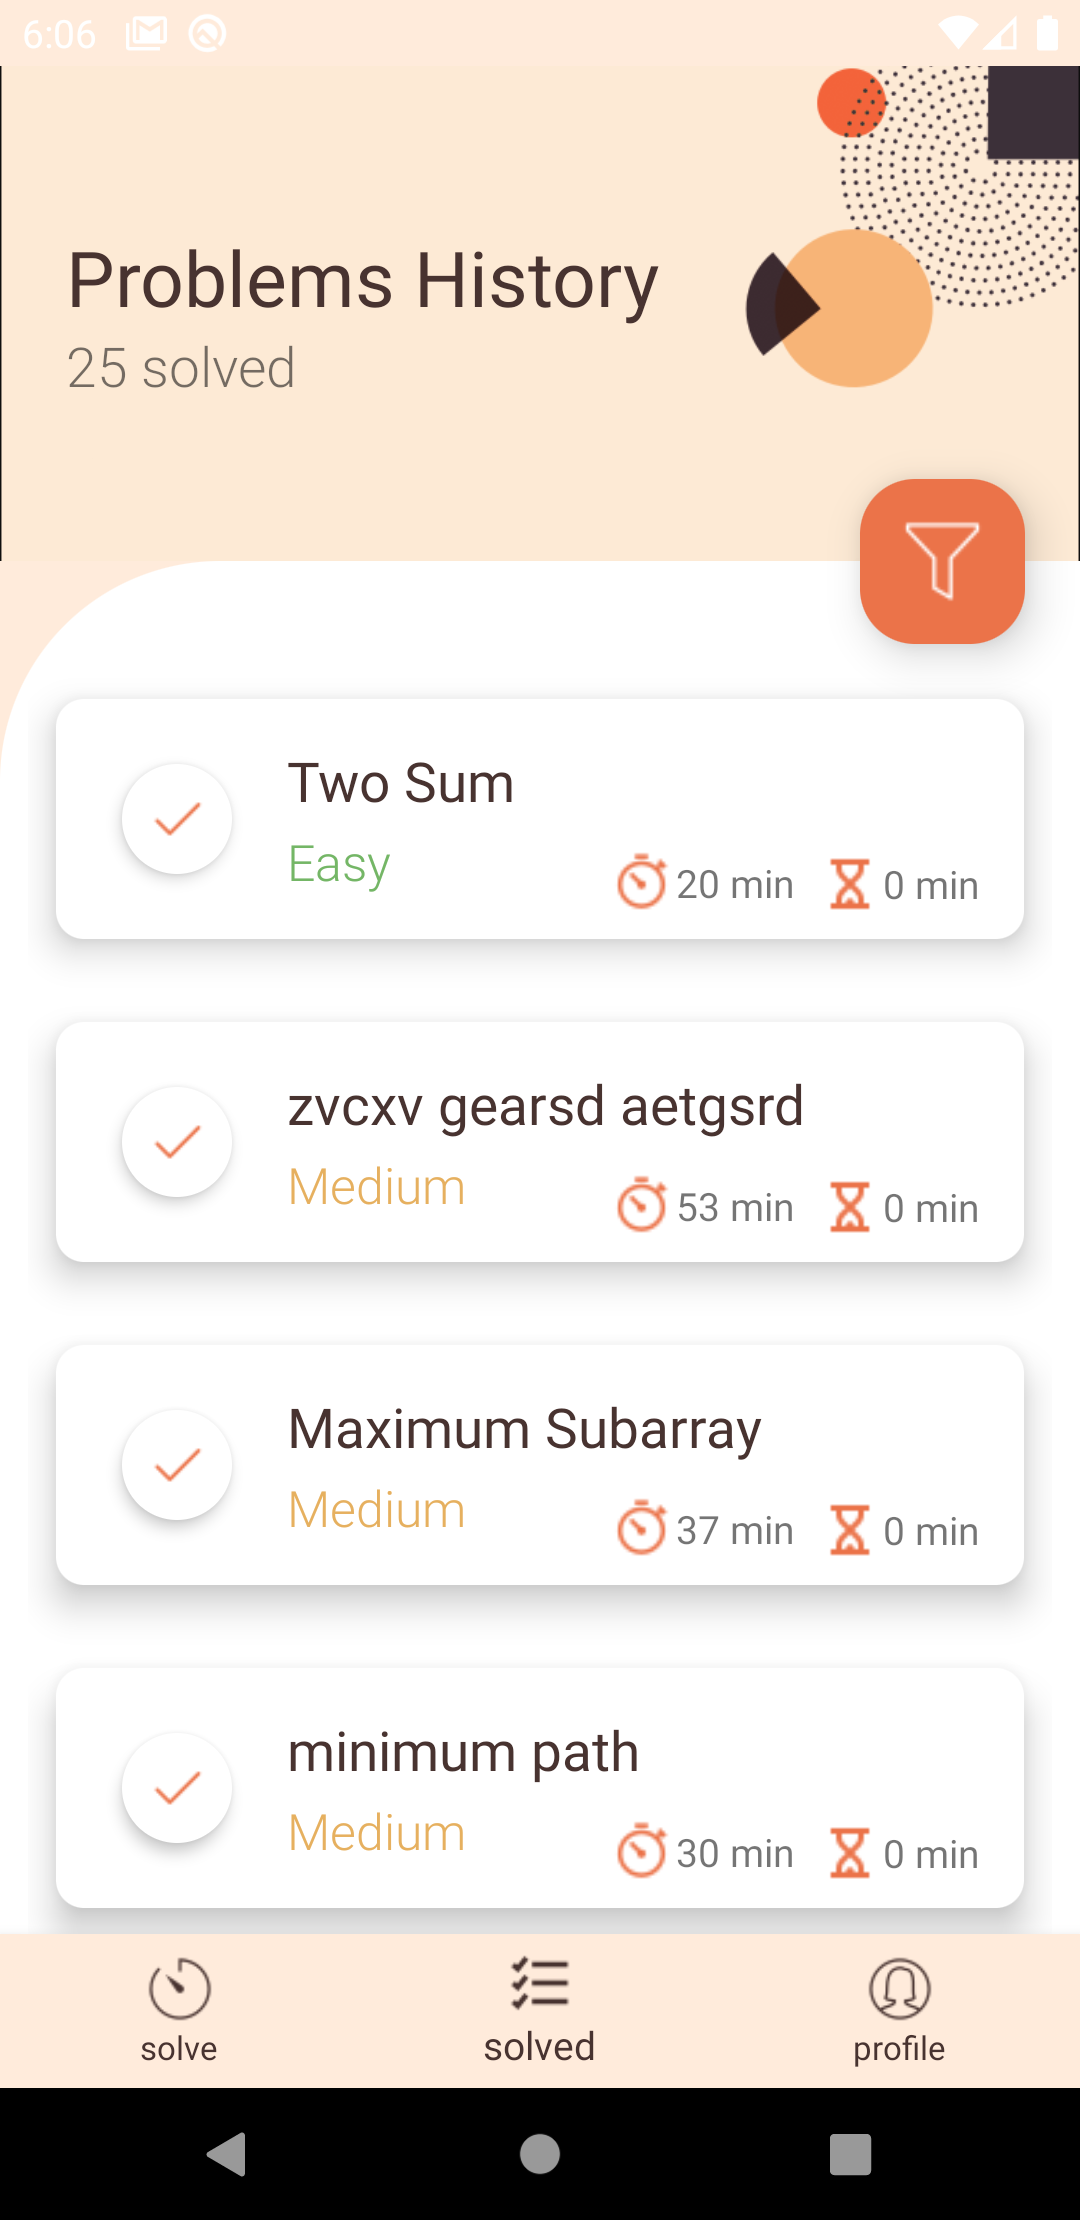 6:06
Problems History
25 solved
Two Sum
Easy
20 min
0 min
zvcxv gearsd aetgsrd
Medium
53 min
0 min
Maximum Subarray
Medium
37 min
0 min
minimum path
Medium
30 min
0 min
solve
solved
profile